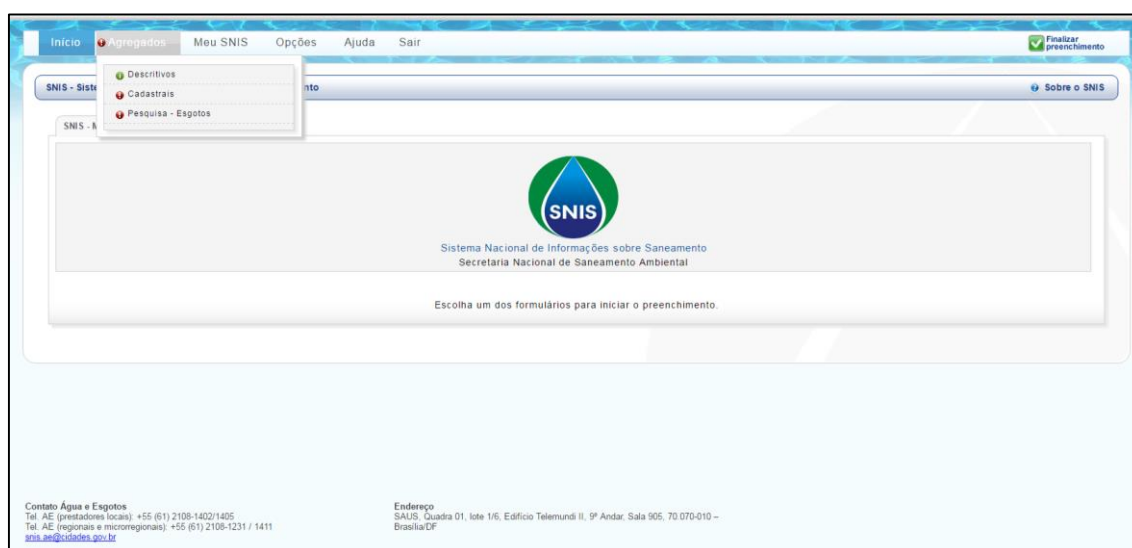 Início Agregados Meu SNIS Opções Ajuda Sair Finalizar preenchimento
Descritivos
SNIS - Siste nto Sobre o SNIS
Cadastrais
Pesquisa - Esgotos
SNIS -
SNIS
Sistema Nacional de Informações sobre Saneamento
Secretaria Nacional de Saneamento Ambiental
Escolha um dos formulários para iniciar o preenchimento.
Contato Água e Esgotos
Tel. AE (prestadores locais): +55 (61) 2108-1402/1405
Tel. AE (regionais e microrregionais): +55 (61) 2108-1231 / 1411
snis.ae@cidades.gov.br
Endereço
SAUS, Quadra 01, lote 1/6, Edifício Telemundi II, 9º Andar, Sala 905, 70.070-010 –
Brasília/DF